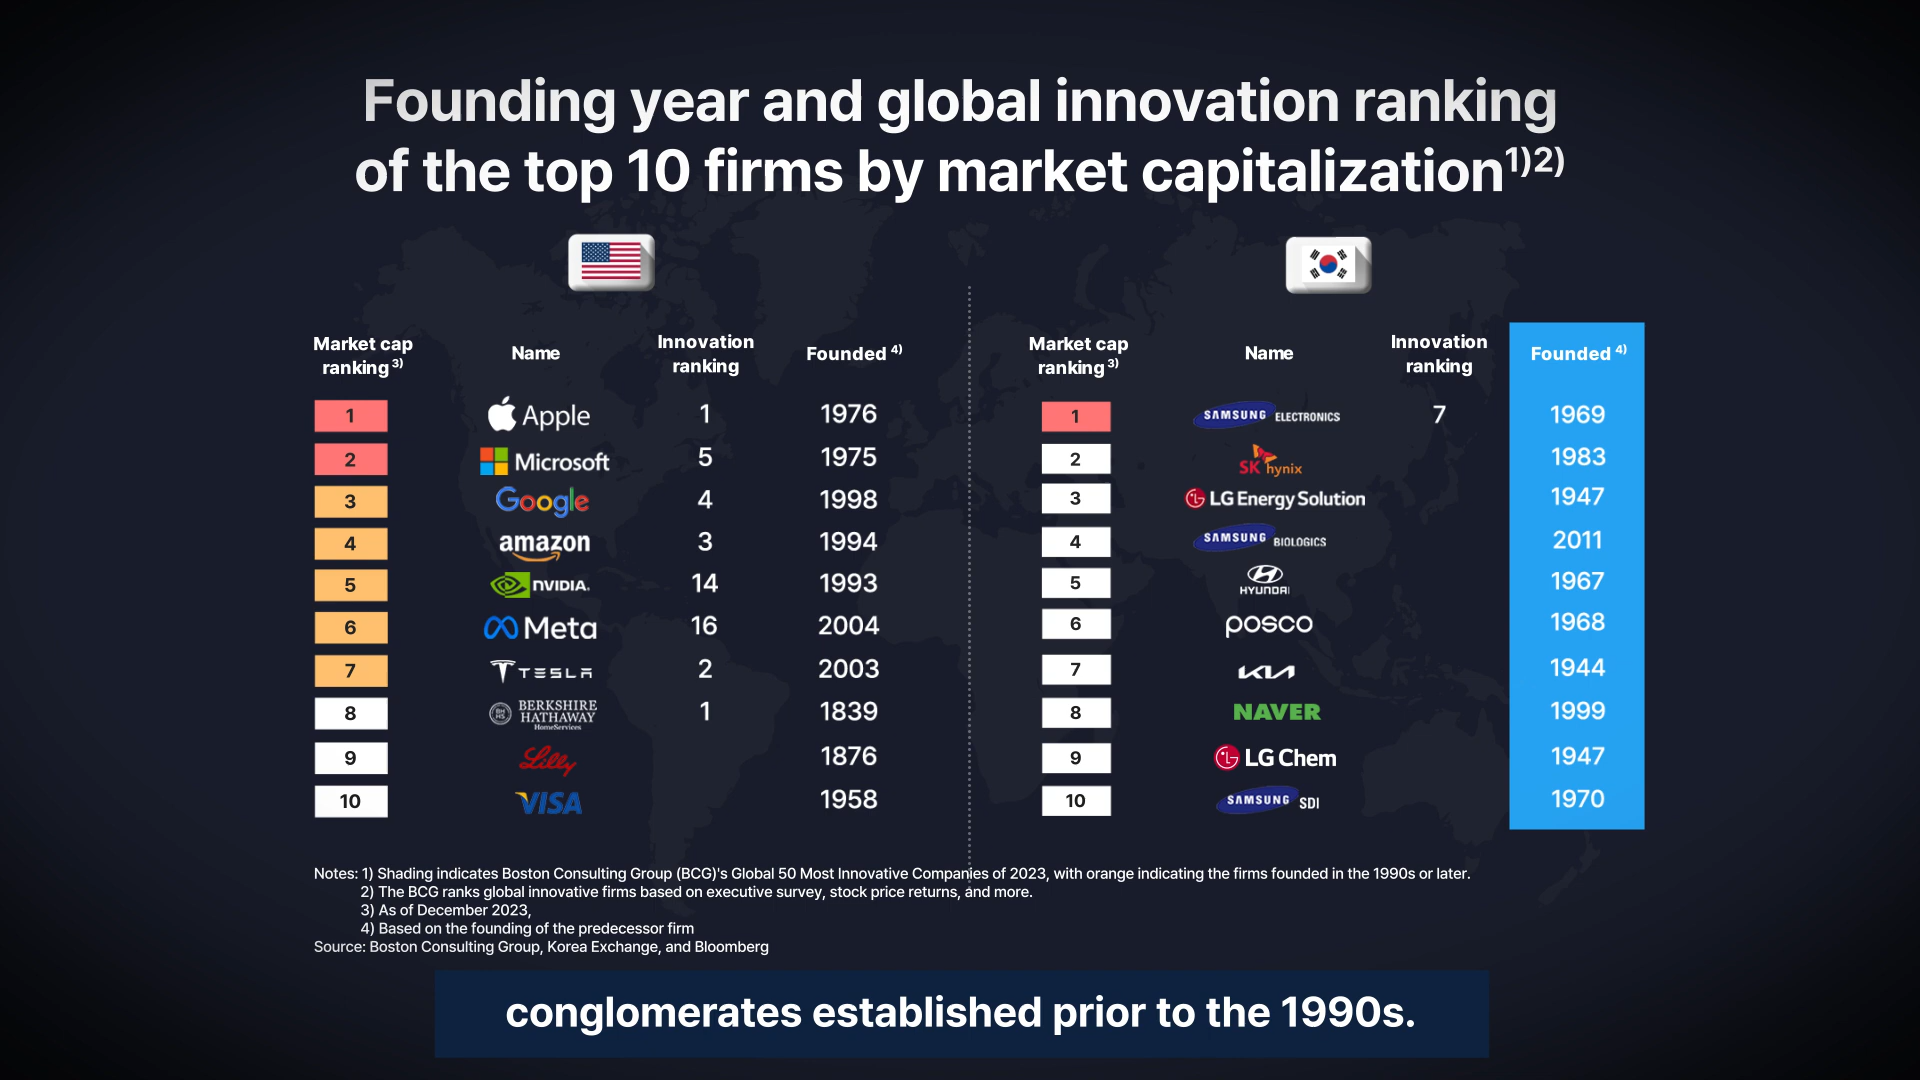 Founding year and global innovation ranking
of the top 10 firms by market capitalization1)2)
Market cap ranking 3) Name Innovation ranking Founded 4)
1 Apple 1 1976
2 Microsoft 5 1975
3 Google 4 1998
4 amazon 3 1994
5 NVIDIA. 14 1993
6 Meta 16 2004
7 TESLA 2 2003
8 BHHS BERKSHIRE HATHAWAY HomeServices 1 1839
9 Lilly 1876
10 VISA 1958
Market cap ranking 3) Name Innovation ranking Founded 4)
1 SAMSUNG ELECTRONICS 7 1969
2 SK hynix 1983
3 LG Energy Solution 1947
4 SAMSUNG BIOLOGICS 2011
5 HYUNDAI 1967
6 posco 1968
7 KIA 1944
8 NAVER 1999
9 LG Chem 1947
10 SAMSUNG SDI 1970
Notes: 1) Shading indicates Boston Consulting Group (BCG)'s Global 50 Most Innovative Companies of 2023, with orange indicating the firms founded in the 1990s or later.
2) The BCG ranks global innovative firms based on executive survey, stock price returns, and more.
3) As of December 2023,
4) Based on the founding of the predecessor firm
Source: Boston Consulting Group, Korea Exchange, and Bloomberg
conglomerates established prior to the 1990s.